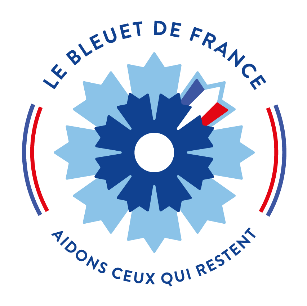 LE BLEUET DE FRANCE
AIDONS CEUX QUI RESTENT